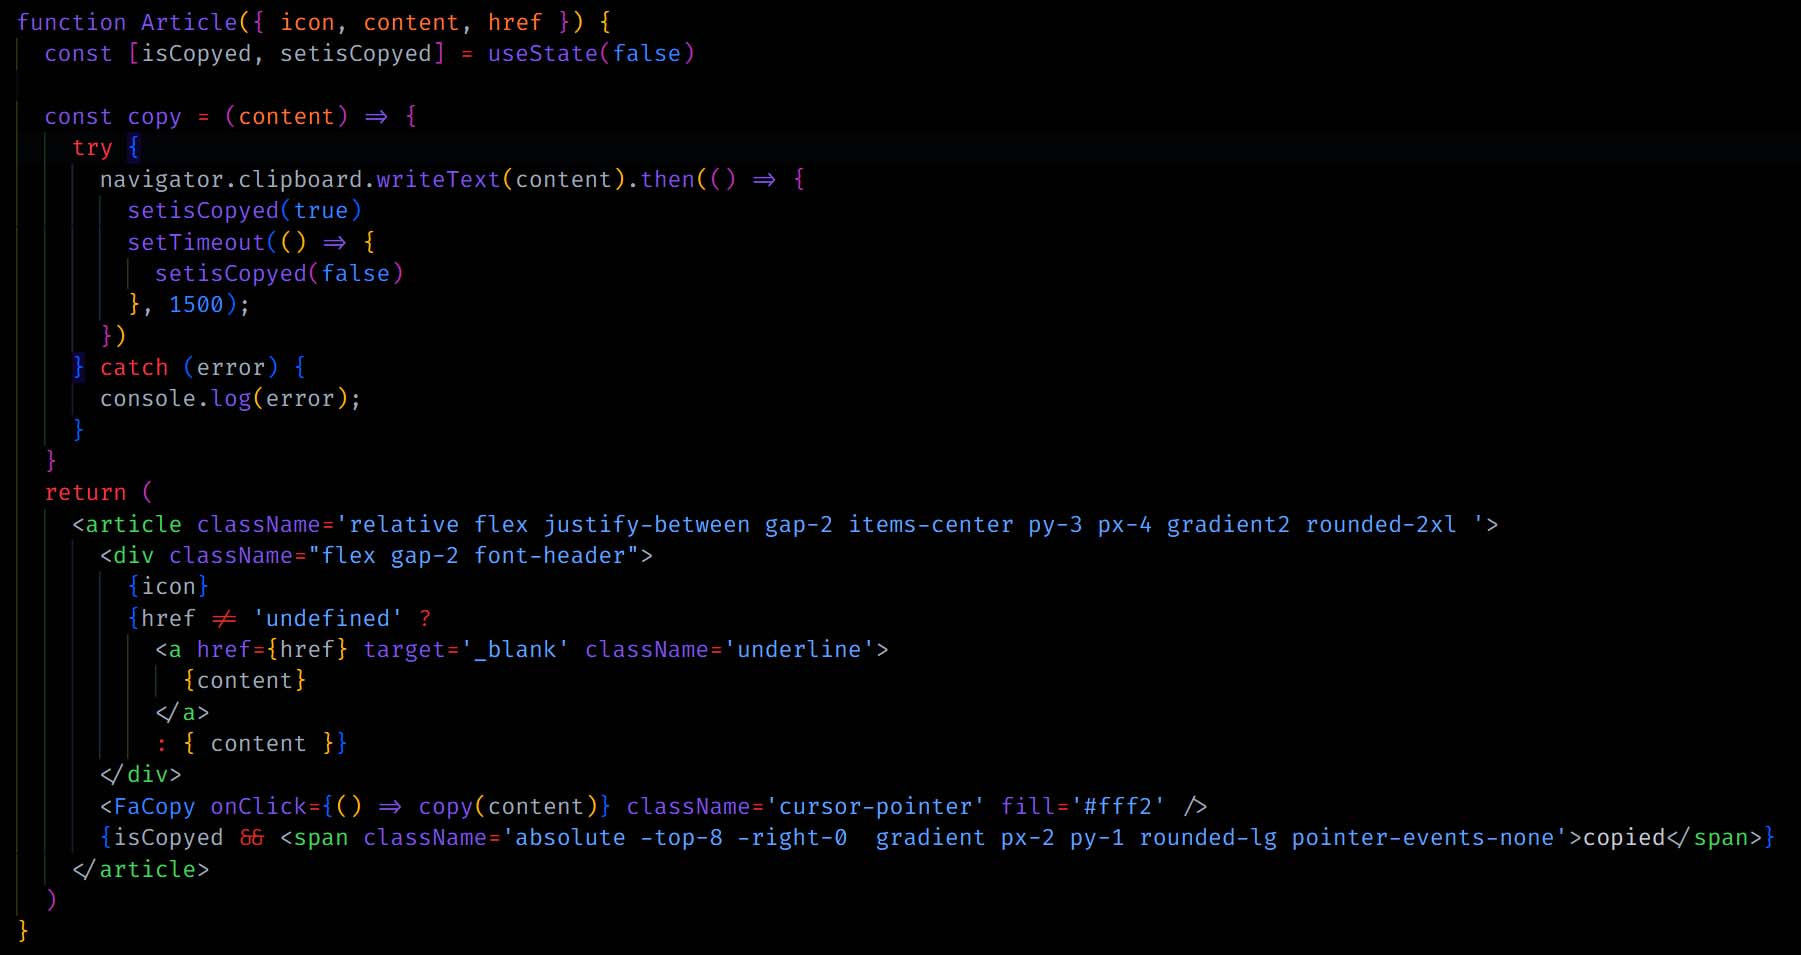 function Article({ icon, content, href }) {
  const [isCopyed, setisCopyed] = useState(false)

  const copy = (content) => {
    try {
      navigator.clipboard.writeText(content).then(() => {
        setisCopyed(true)
        setTimeout(() => {
          setisCopyed(false)
        }, 1500);
      })
    } catch (error) {
      console.log(error);
    }
  }
  return (
    <article className='relative flex justify-between gap-2 items-center py-3 px-4 gradient2 rounded-2xl '>
      <div className="flex gap-2 font-header">
        {icon}
        {href != 'undefined' ?
          <a href={href} target='_blank' className='underline'>
            {content}
          </a>
          : { content }}
      </div>
      <FaCopy onClick={() => copy(content)} className='cursor-pointer' fill='#fff2' />
      {isCopyed && <span className='absolute -top-8 -right-0  gradient px-2 py-1 rounded-lg pointer-events-none'>copied</span>}
    </article>
  )
}